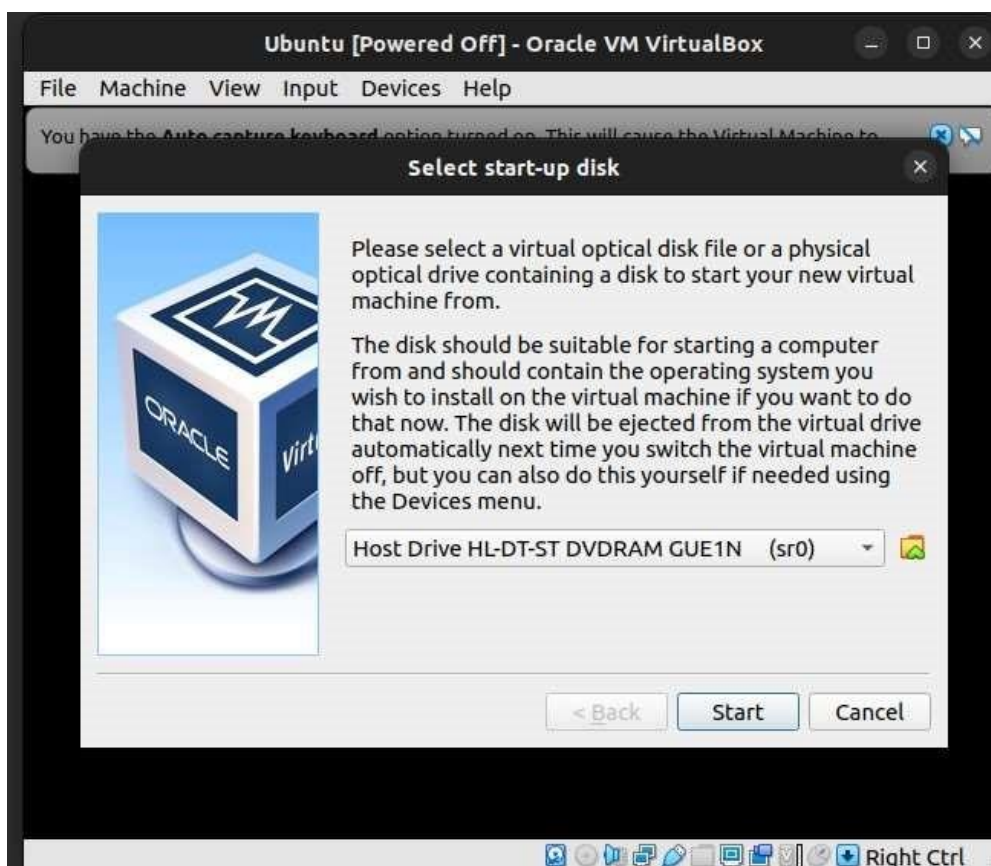 Ubuntu [Powered Off] - Oracle VM VirtualBox
File Machine View Input Devices Help
You have the Auto capture keyboard option turned on. This will cause the Virtual Machine to
Select start-up disk
Please select a virtual optical disk file or a physical
optical drive containing a disk to start your new virtual
machine from.
The disk should be suitable for starting a computer
from and should contain the operating system you
wish to install on the virtual machine if you want to do
that now. The disk will be ejected from the virtual drive
automatically next time you switch the virtual machine
off, but you can also do this yourself if needed using
the Devices menu.
ORACLE
Virt
Host Drive HL-DT-ST DVDRAM GUE1N (sr0)
< Back Start Cancel
Right Ctrl